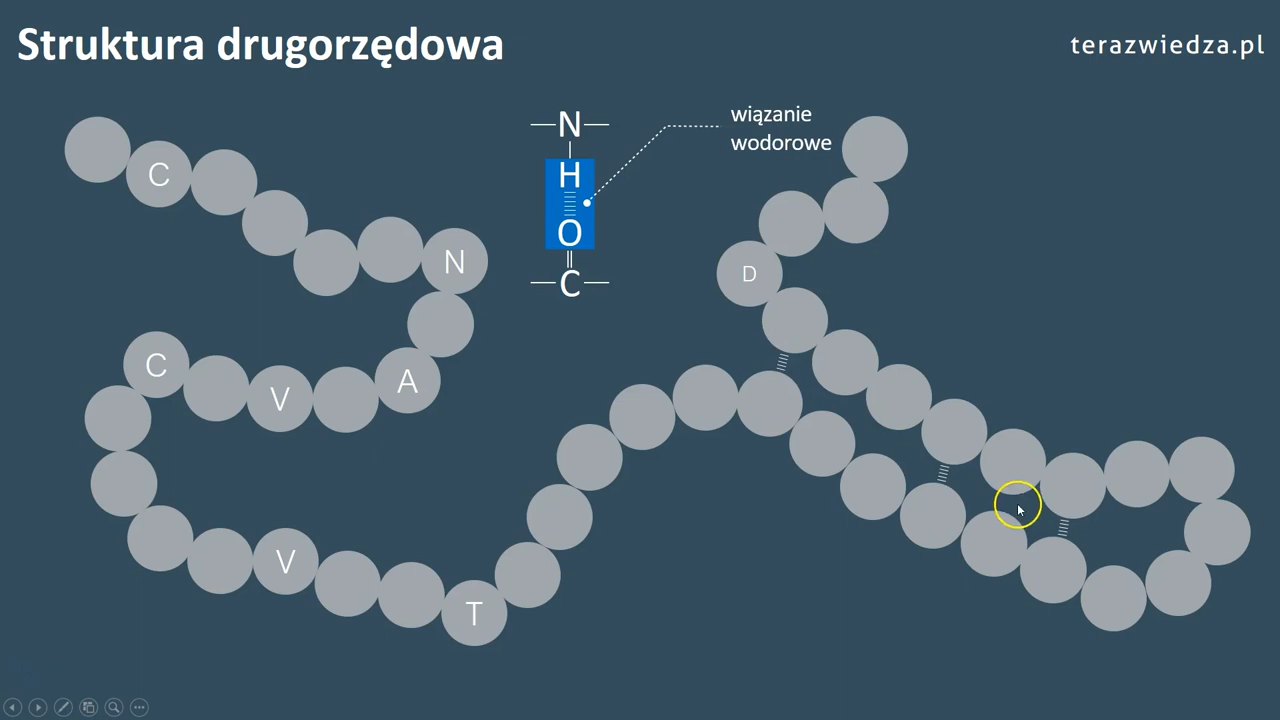 Struktura drugorzędowa
terazwiedza.pl
N
H
O
C
wiązanie
wodorowe
C
N
D
C
V
A
V
T